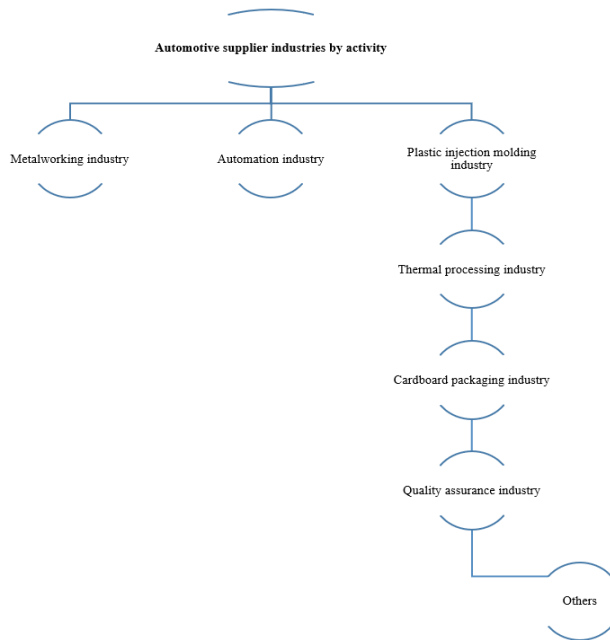 Automotive supplier industries by activity
Metalworking industry
Automation industry
Plastic injection molding
industry
Thermal processing industry
Cardboard packaging industry
Quality assurance industry
Others